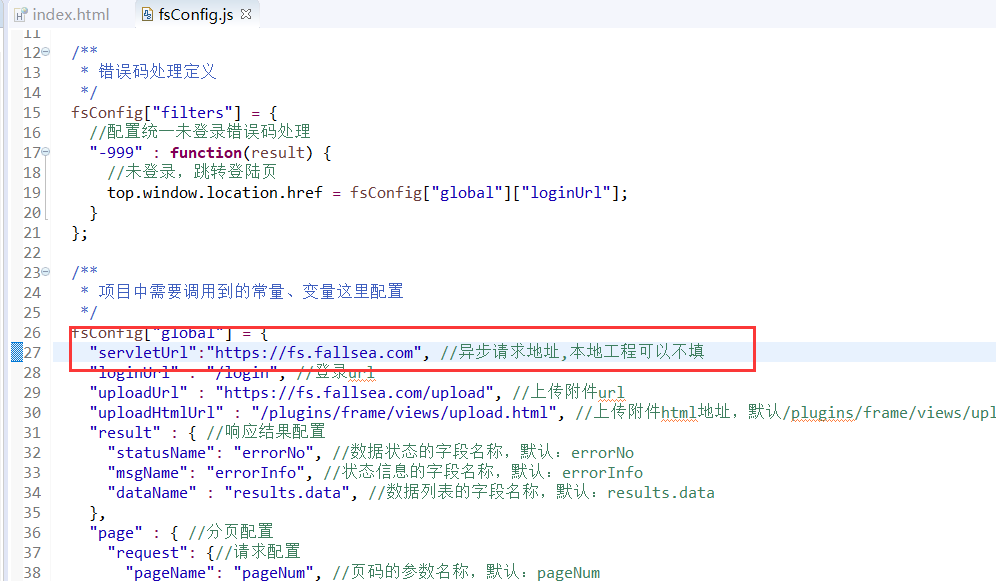 index.html fsConfig.js
11
12 /**
13 * 错误码处理定义
14 */
15 fsConfig["filters"] = {
16 //配置统一未登录错误码处理
17 "-999" : function(result) {
18 //未登录，跳转登陆页
19 top.window.location.href = fsConfig["global"]["loginUrl"];
20 }
21 };
22
23 /**
24 * 项目中需要调用到的常量、变量这里配置
25 */
26 fsConfig["global"] = {
27 "servletUrl":"https://fs.fallsea.com", //异步请求地址,本地工程可以不填
28 "loginUrl" : "/login", //登录url
29 "uploadUrl" : "https://fs.fallsea.com/upload", //上传附件url
30 "uploadHtmlUrl" : "/plugins/frame/views/upload.html", //上传附件html地址，默认/plugins/frame/views/upl
31 "result" : { //响应结果配置
32 "statusName": "errorNo", //数据状态的字段名称，默认：errorNo
33 "msgName": "errorInfo", //状态信息的字段名称，默认：errorInfo
34 "dataName" : "results.data", //数据列表的字段名称，默认：results.data
35 },
36 "page" : { //分页配置
37 "request": {//请求配置
38 "pageName": "pageNum", //页码的参数名称，默认：pageNum